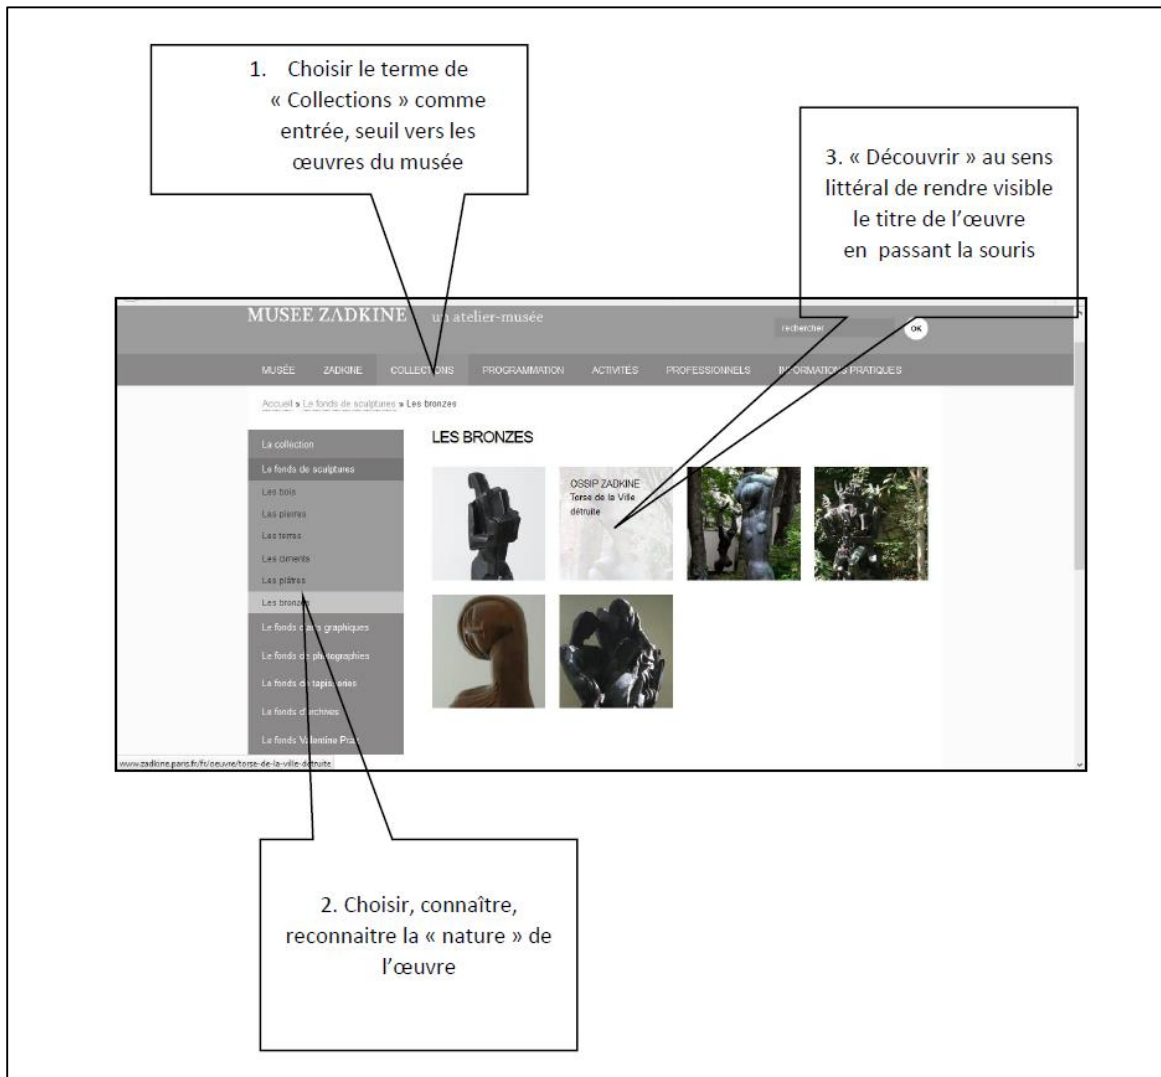 1. Choisir le terme de
« Collections » comme
entrée, seuil vers les
œuvres du musée
3. « Découvrir » au sens
littéral de rendre visible
le titre de l’œuvre
en passant la souris
MUSEE ZADKINE un atelier-musée
rechercher OK
MUSÉE ZADKINE COLLECTIONS PROGRAMMATION ACTIVITÉS PROFESSIONNELS INFORMATIONS PRATIQUES
Accueil » Le fonds de sculptures » Les bronzes
La collection
Le fonds de sculptures
Les bois
Les pierres
Les terres
Les ciments
Les plâtres
Les bronzes
Le fonds d'arts graphiques
Le fonds de photographies
Le fonds de tapisseries
Le fonds d'archives
Le fonds Valentine Prax
LES BRONZES
OSSIP ZADKINE
Torse de la Ville
détruite
www.zadkine.paris.fr/fr/oeuvre/torse-de-la-ville-detruite
2. Choisir, connaître,
reconnaitre la « nature » de
l’œuvre